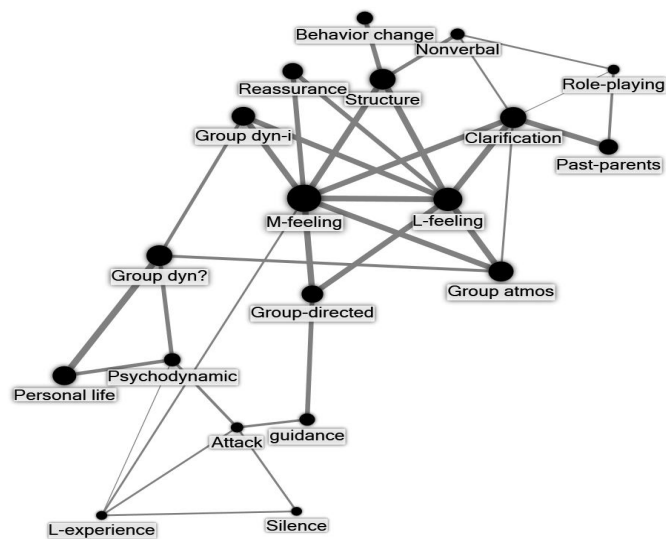 Behavior change
Nonverbal
Reassurance
Structure
Role-playing
Group dyn-i
Clarification
Past-parents
M-feeling
L-feeling
Group dyn?
Group atmos
Group-directed
Personal life
Psychodynamic
Attack
guidance
L-experience
Silence